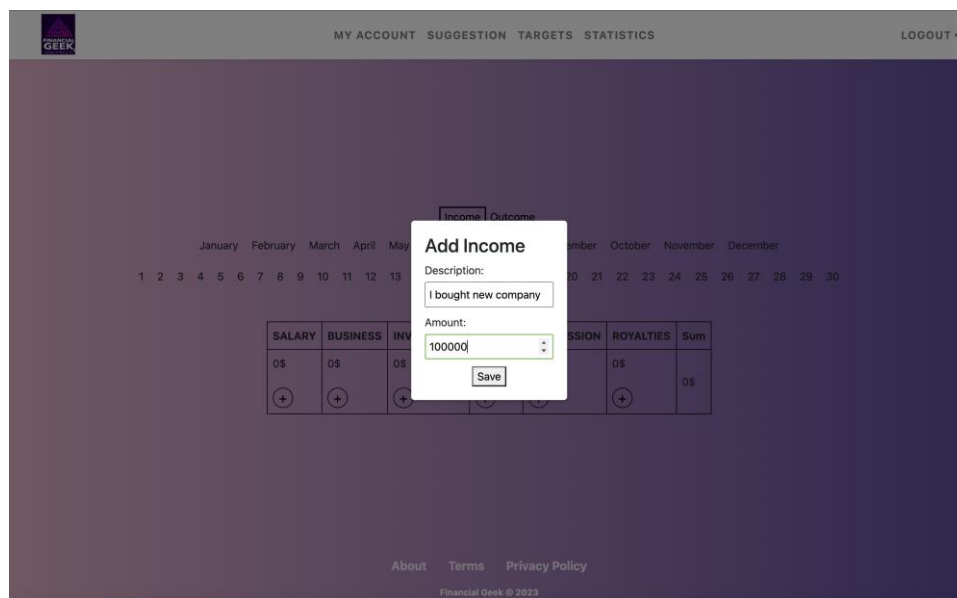 FINANCIAL
GEEK
MY ACCOUNT SUGGESTION TARGETS STATISTICS
LOGOUT
Income Outcome
January February March April May ember October November December
1 2 3 4 5 6 7 8 9 10 11 12 13 20 21 22 23 24 25 26 27 28 29 30
Add Income
Description:
I bought new company
Amount:
100000
Save
SALARY BUSINESS INV SSION ROYALTIES Sum
0$ 0$ 0$ 0$
0$
+ + + +
About Terms Privacy Policy
Financial Geek © 2023